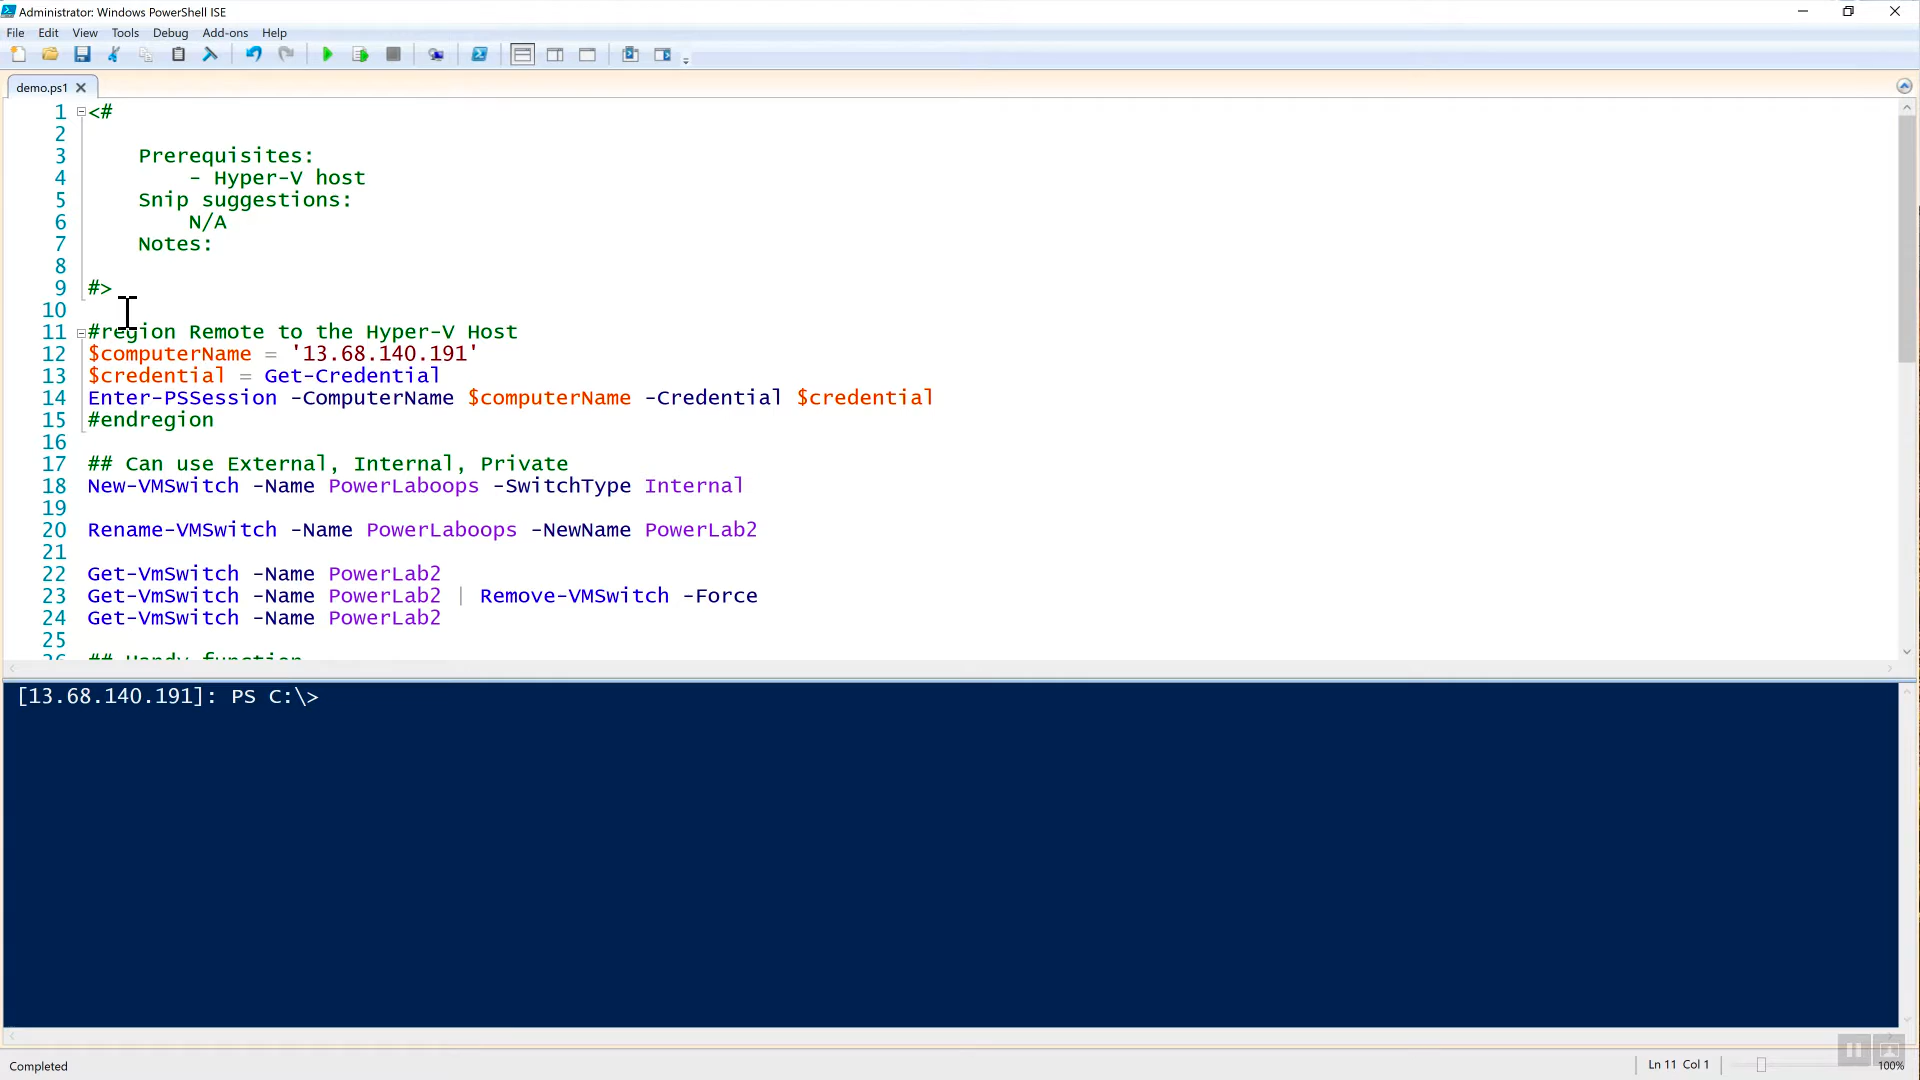 Administrator: Windows PowerShell ISE
File Edit View Tools Debug Add-ons Help
demo.ps1
1 <#
2
3 Prerequisites:
4 - Hyper-V host
5 Snip suggestions:
6 N/A
7 Notes:
8
9 #>
10
11 #region Remote to the Hyper-V Host
12 $computerName = '13.68.140.191'
13 $credential = Get-Credential
14 Enter-PSSession -ComputerName $computerName -Credential $credential
15 #endregion
16
17 ## Can use External, Internal, Private
18 New-VMSwitch -Name PowerLaboops -SwitchType Internal
19
20 Rename-VMSwitch -Name PowerLaboops -NewName PowerLab2
21
22 Get-VmSwitch -Name PowerLab2
23 Get-VmSwitch -Name PowerLab2 | Remove-VMSwitch -Force
24 Get-VmSwitch -Name PowerLab2
25
26 ## Handy function
[13.68.140.191]: PS C:\>
Completed
Ln 11 Col 1
100%